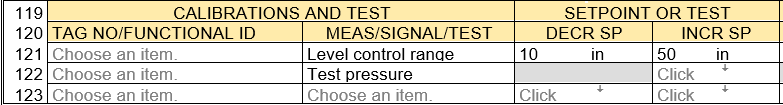 119 CALIBRATIONS AND TEST SETPOINT OR TEST
120 TAG NO/FUNCTIONAL ID MEAS/SIGNAL/TEST DECR SP INCR SP
121 Choose an item. Level control range 10 in 50 in
122 Choose an item. Test pressure Click
123 Choose an item. Choose an item. Click Click